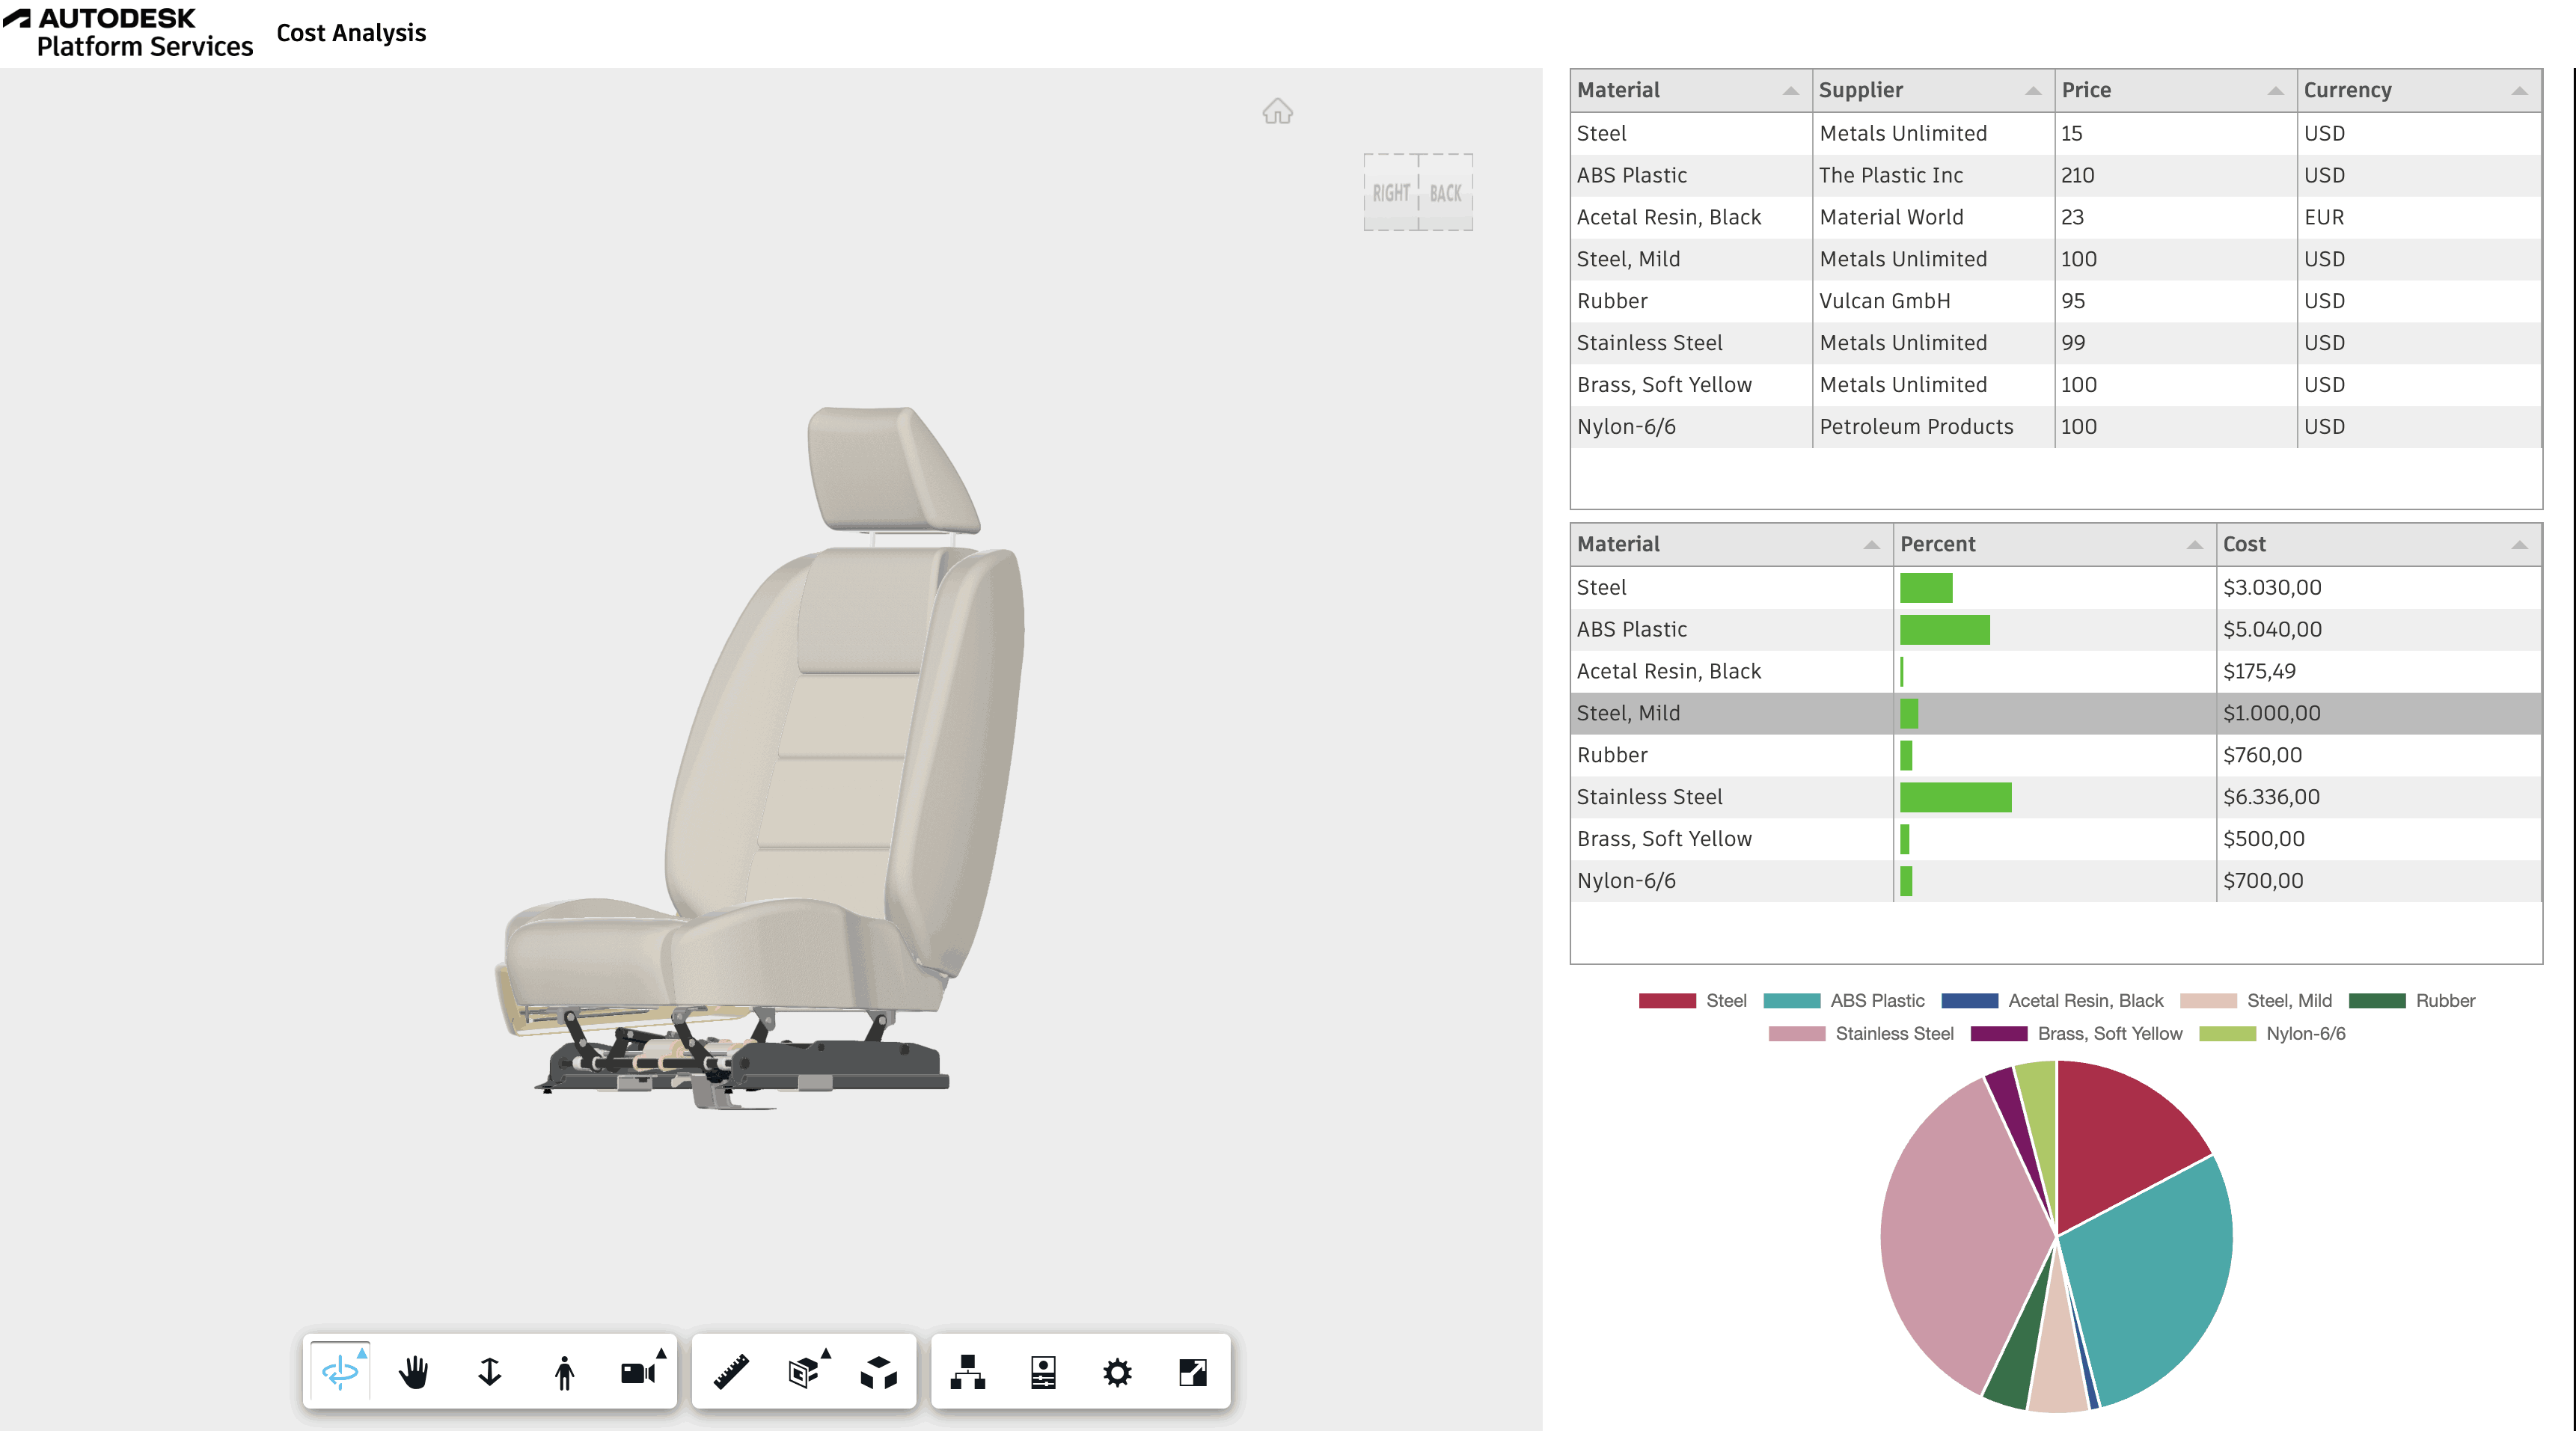 AUTODESK
Platform Services
Cost Analysis
RIGHT BACK
Material Supplier Price Currency
Steel Metals Unlimited 15 USD
ABS Plastic The Plastic Inc 210 USD
Acetal Resin, Black Material World 23 EUR
Steel, Mild Metals Unlimited 100 USD
Rubber Vulcan GmbH 95 USD
Stainless Steel Metals Unlimited 99 USD
Brass, Soft Yellow Metals Unlimited 100 USD
Nylon-6/6 Petroleum Products 100 USD
Material Percent Cost
Steel $3.030,00
ABS Plastic $5.040,00
Acetal Resin, Black $175,49
Steel, Mild $1.000,00
Rubber $760,00
Stainless Steel $6.336,00
Brass, Soft Yellow $500,00
Nylon-6/6 $700,00
Steel ABS Plastic Acetal Resin, Black Steel, Mild Rubber
Stainless Steel Brass, Soft Yellow Nylon-6/6